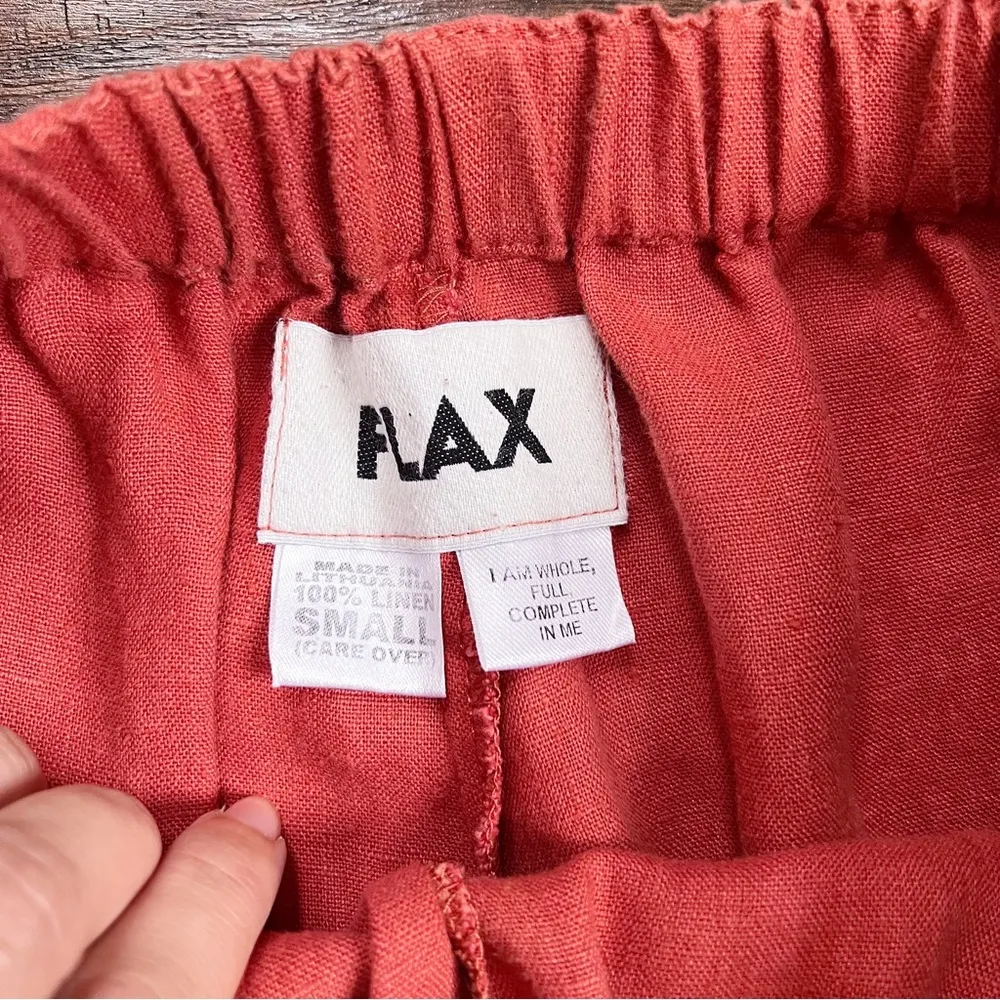 FLAX
MADE IN
LITHUANIA
100% LINEN
SMALL
(CARE OVER)
I AM WHOLE,
FULL,
COMPLETE
IN ME